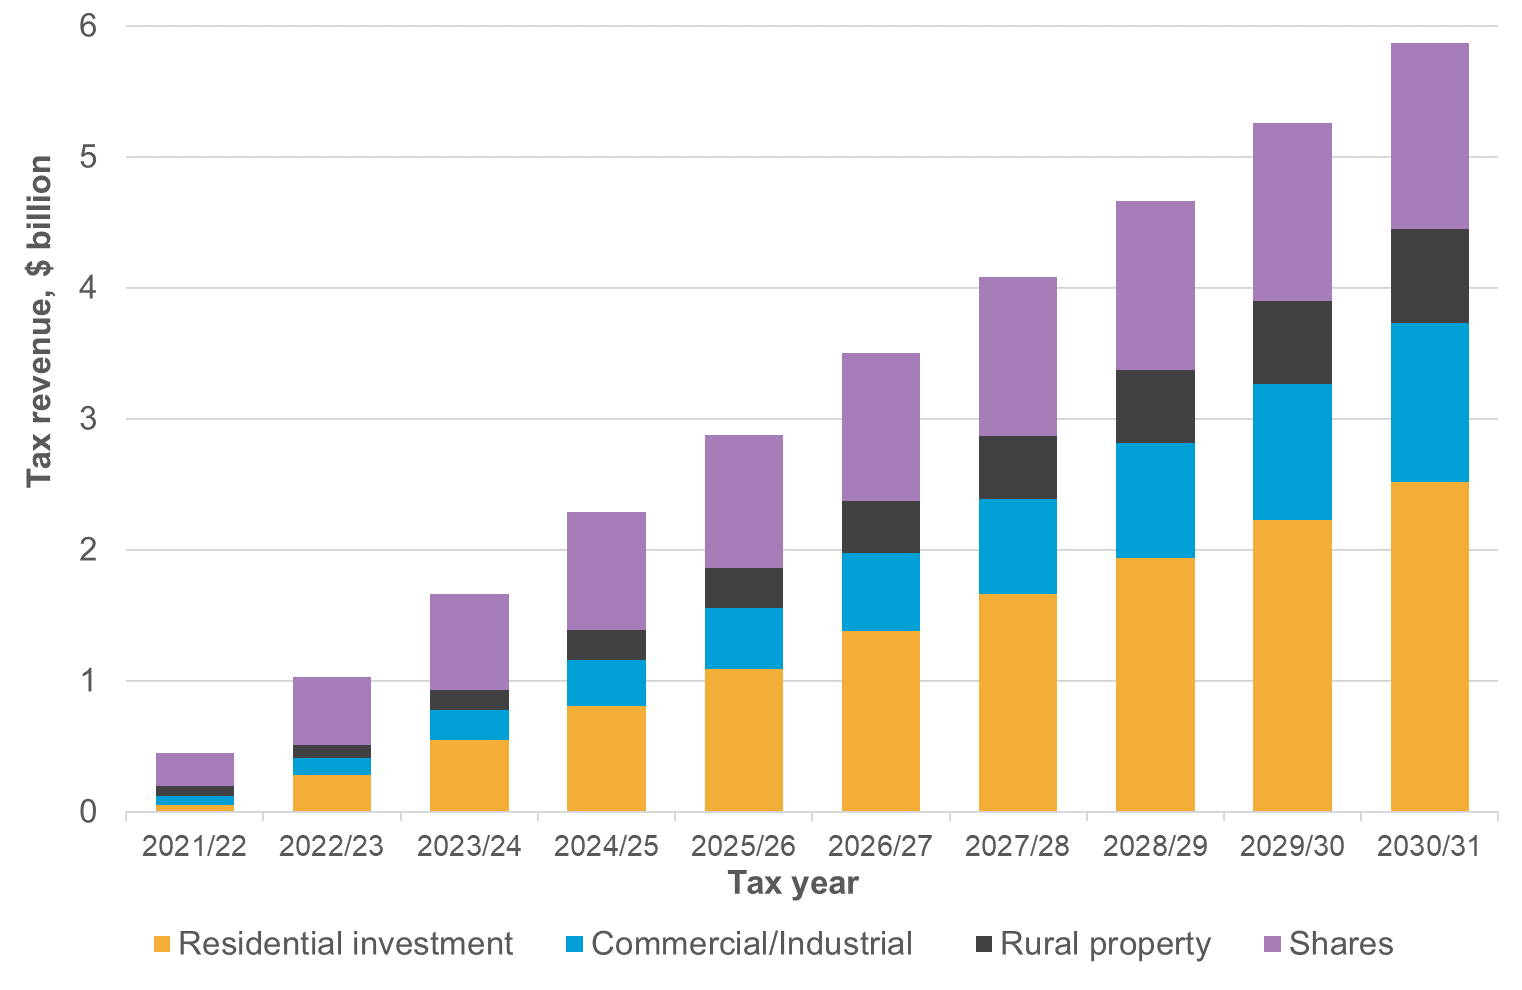 6
5
4
3
2
1
0
Tax revenue, $ billion
2021/22 2022/23 2023/24 2024/25 2025/26 2026/27 2027/28 2028/29 2029/30 2030/31
Tax year
Residential investment Commercial/Industrial Rural property Shares